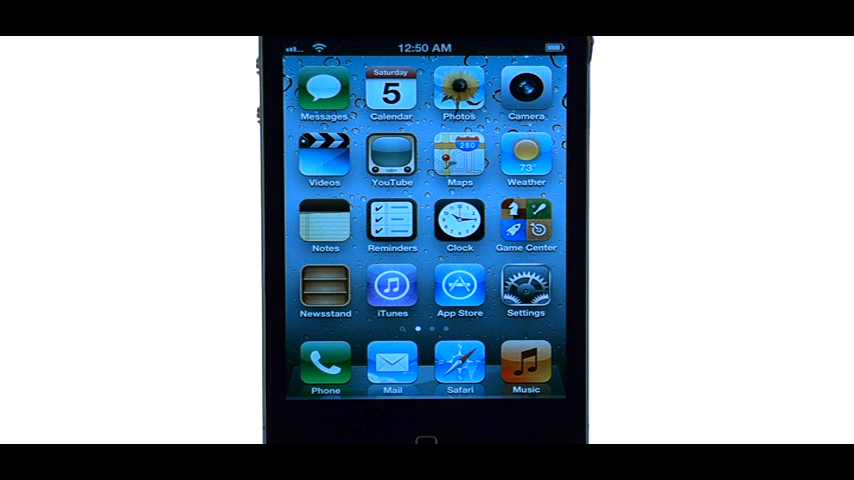 12:50 AM
Saturday
5
Messages Calendar Photos Camera
280
73°
Videos YouTube Maps Weather
Notes Reminders Clock Game Center
Newsstand iTunes App Store Settings
Phone Mail Safari Music